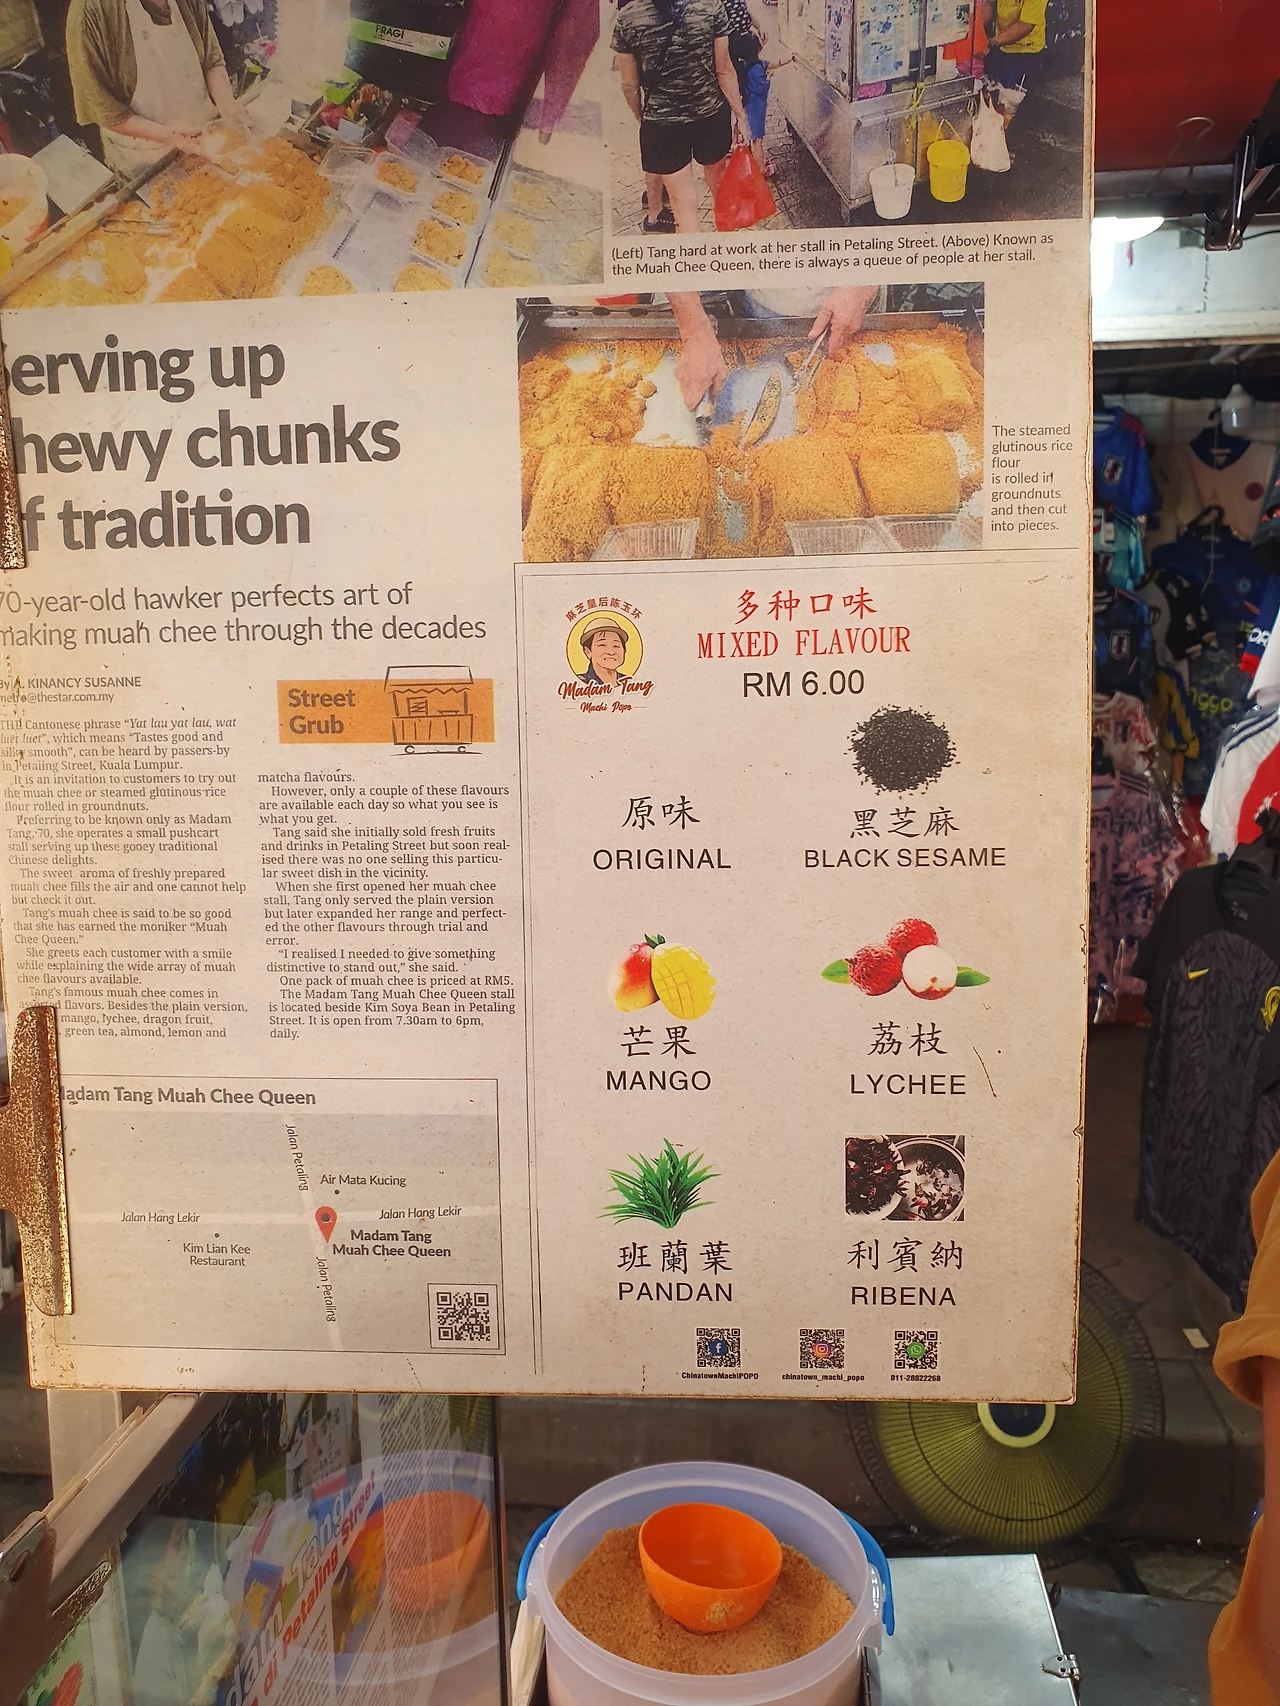 FRAGI
(Left) Tang hard at work at her stall in Petaling Street. (Above) Known as
the Muah Chee Queen, there is always a queue of people at her stall.
erving up
hewy chunks
f tradition
The steamed
glutinous rice
flour
is rolled in
groundnuts
and then cut
into pieces.
70-year-old hawker perfects art of
making muah chee through the decades
By A. KINANCY SUSANNE
metro@thestar.com.my
Street
Grub
THE Cantonese phrase “Yat lau yat lau, wat
luet luet”, which means “Tastes good and
silky smooth”, can be heard by passers-by
in Petaling Street, Kuala Lumpur.
It is an invitation to customers to try out
the muah chee or steamed glutinous rice
flour rolled in groundnuts.
Preferring to be known only as Madam
Tang, 70, she operates a small pushcart
stall serving up these gooey traditional
Chinese delights.
The sweet aroma of freshly prepared
muah chee fills the air and one cannot help
but check it out.
Tang's muah chee is said to be so good
that she has earned the moniker “Muah
Chee Queen.”
She greets each customer with a smile
while explaining the wide array of muah
chee flavours available.
Tang's famous muah chee comes in
assorted flavors. Besides the plain version,
mango, lychee, dragon fruit,
green tea, almond, lemon and
matcha flavours.
However, only a couple of these flavours
are available each day so what you see is
what you get.
Tang said she initially sold fresh fruits
and drinks in Petaling Street but soon real-
ised there was no one selling this particu-
lar sweet dish in the vicinity.
When she first opened her muah chee
stall, Tang only served the plain version
but later expanded her range and perfect-
ed the other flavours through trial and
error.
“I realised I needed to give something
distinctive to stand out,” she said.
One pack of muah chee is priced at RM5.
The Madam Tang Muah Chee Queen stall
is located beside Kim Soya Bean in Petaling
Street. It is open from 7.30am to 6pm,
daily.
Madam Tang Muah Chee Queen
Jalan Petaling
Air Mata Kucing
Jalan Hang Lekir
Jalan Hang Lekir
Madam Tang
Muah Chee Queen
Kim Lian Kee
Restaurant
Jalan Petaling
麻芝皇后陈玉环
Madam Tang
Machi Popo
多种口味
MIXED FLAVOUR
RM 6.00
原味
ORIGINAL
黑芝麻
BLACK SESAME
芒果
MANGO
荔枝
LYCHEE
班蘭葉
PANDAN
利賓納
RIBENA
ChinatownMachiPOPO
chinatown_machi_popo
011-28822268
Tang
di Petaling Street